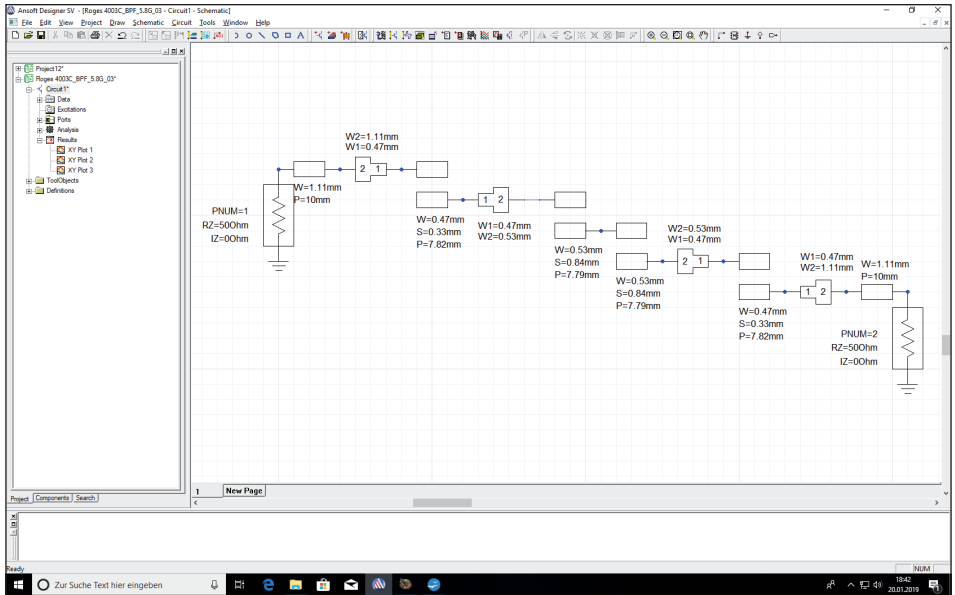 Ansoft Designer SV - [Roges 4003C_BPF_5.8G_03 - Circuit1 - Schematic]
File Edit View Project Draw Schematic Circuit Tools Window Help
Project12*
Roges 4003C_BPF_5.8G_03*
Circuit1*
Data
Excitations
Ports
Analysis
Results
XY Plot 1
XY Plot 2
XY Plot 3
ToolObjects
Definitions
Project Components Search
W2=1.11mm
W1=0.47mm
2 1
W=1.11mm
P=10mm
PNUM=1
RZ=50Ohm
IZ=0Ohm
1 2
W=0.47mm
S=0.33mm
P=7.82mm
W1=0.47mm
W2=0.53mm
W=0.53mm
S=0.84mm
P=7.79mm
W2=0.53mm
W1=0.47mm
2 1
W=0.53mm
S=0.84mm
P=7.79mm
W1=0.47mm
W2=1.11mm
1 2
W=1.11mm
P=10mm
W=0.47mm
S=0.33mm
P=7.82mm
PNUM=2
RZ=50Ohm
IZ=0Ohm
1 New Page
Ready
NUM
Zur Suche Text hier eingeben
18:42
20.01.2019